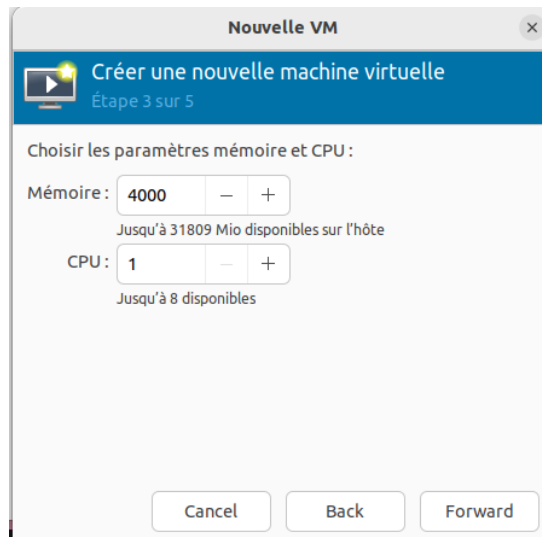 Nouvelle VM
Créer une nouvelle machine virtuelle
Étape 3 sur 5
Choisir les paramètres mémoire et CPU :
Mémoire : 4000 − +
Jusqu'à 31809 Mio disponibles sur l'hôte
CPU : 1 − +
Jusqu'à 8 disponibles
Cancel Back Forward